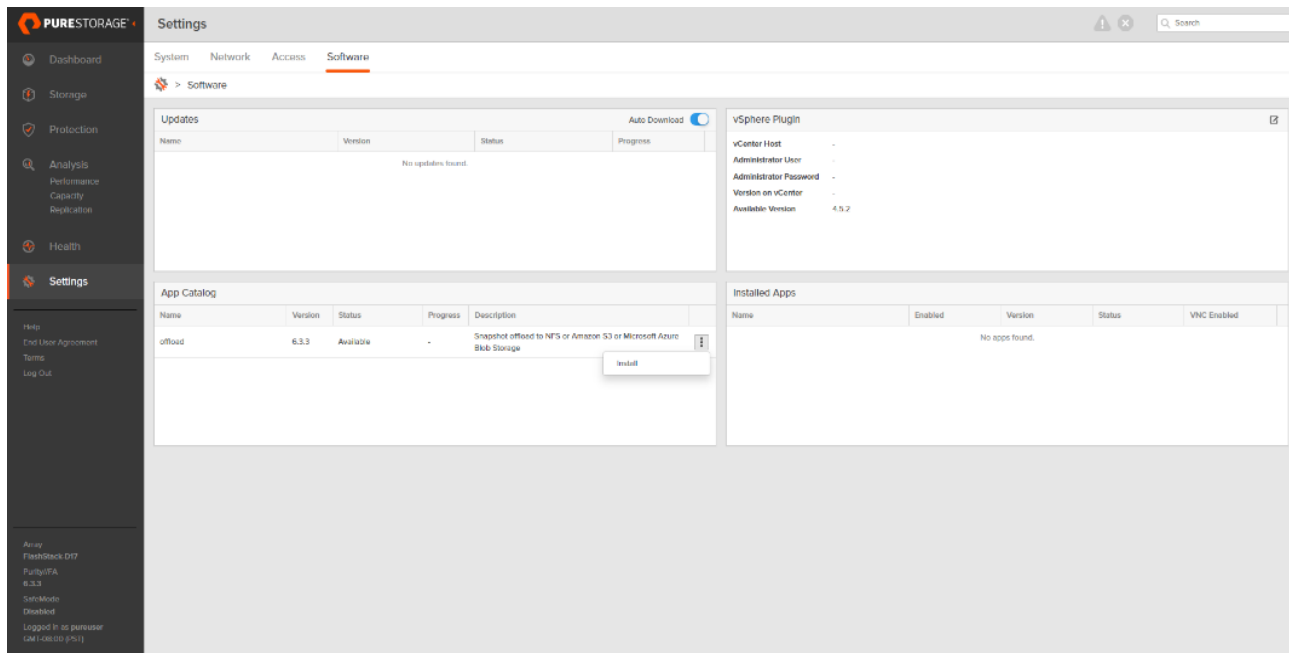 PURESTORAGE®
Settings
Search
Dashboard
Storage
Protection
Analysis
Performance
Capacity
Replication
Health
Settings
Help
End User Agreement
Terms
Log Out
Array
FlashStack D17
Purity//FA
6.3.3
SafeMode
Disabled
Logged in as pureuser
GMT-08:00 (PST)
System Network Access Software
> Software
Updates Auto Download
Name Version Status Progress
No updates found.
vSphere Plugin
vCenter Host -
Administrator User -
Administrator Password -
Version on vCenter -
Available Version 4.5.2
App Catalog
Name Version Status Progress Description
offload 6.3.3 Available - Snapshot offload to NFS or Amazon S3 or Microsoft Azure
Blob Storage
Install
Installed Apps
Name Enabled Version Status VNC Enabled
No apps found.